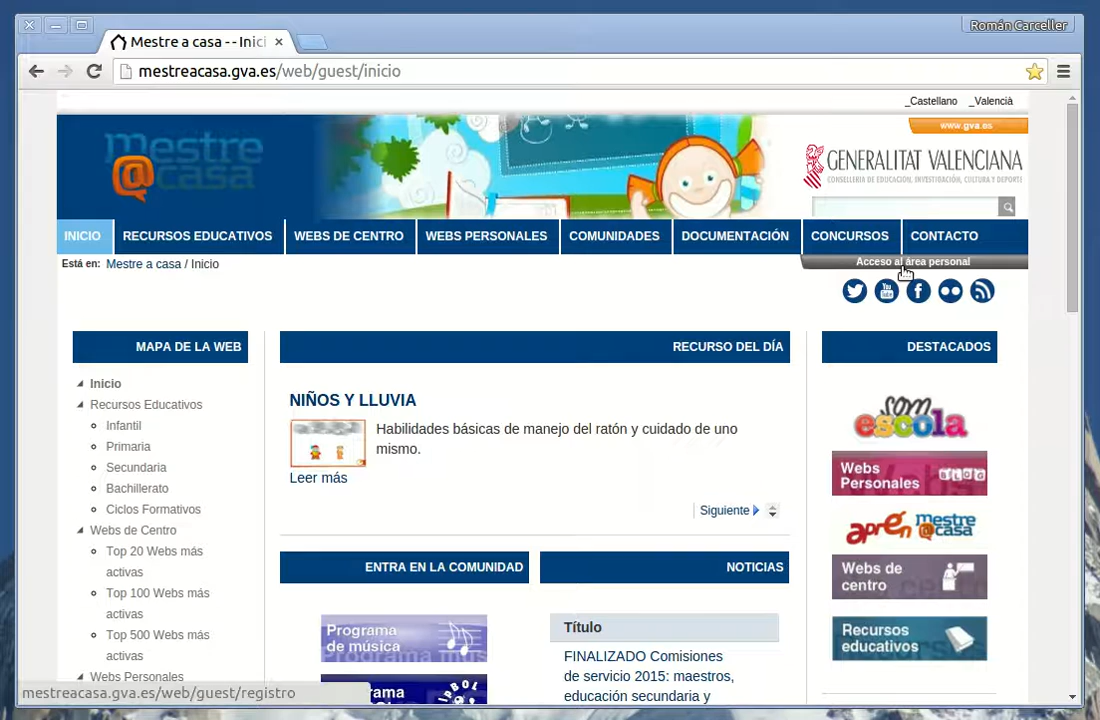 Román Carceller
Mestre a casa -- Inici
mestreacasa.gva.es/web/guest/inicio
_Castellano _Valencià
www.gva.es
mestre
@casa
GENERALITAT VALENCIANA
CONSELLERIA DE EDUCACIÓN, INVESTIGACIÓN, CULTURA Y DEPORTE
INICIO RECURSOS EDUCATIVOS WEBS DE CENTRO WEBS PERSONALES COMUNIDADES DOCUMENTACIÓN CONCURSOS CONTACTO
Está en: Mestre a casa / Inicio
Acceso al área personal
You
Tube
MAPA DE LA WEB
Inicio
Recursos Educativos
Infantil
Primaria
Secundaria
Bachillerato
Ciclos Formativos
Webs de Centro
Top 20 Webs más
activas
Top 100 Webs más
activas
Top 500 Webs más
activas
Webs Personales
RECURSO DEL DÍA
NIÑOS Y LLUVIA
Habilidades básicas de manejo del ratón y cuidado de uno
mismo.
Leer más
Siguiente
ENTRA EN LA COMUNIDAD
Programa
de música
NOTICIAS
Título
FINALIZADO Comisiones
de servicio 2015: maestros,
educación secundaria y
DESTACADOS
som
escola
Webs
Personales
aprén mestre
@casa
Webs de
centro
Recursos
educativos
mestreacasa.gva.es/web/guest/registro